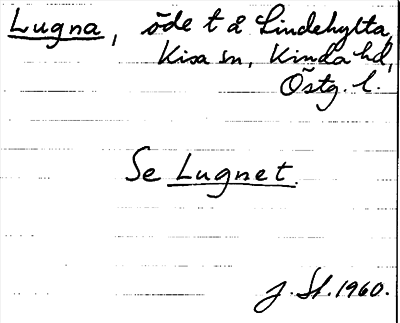 Lugna, öde t å Lindehytta,
Kisa sn, Kinda hd,
Östg. l.
Se Lugnet.
J. St. 1960.